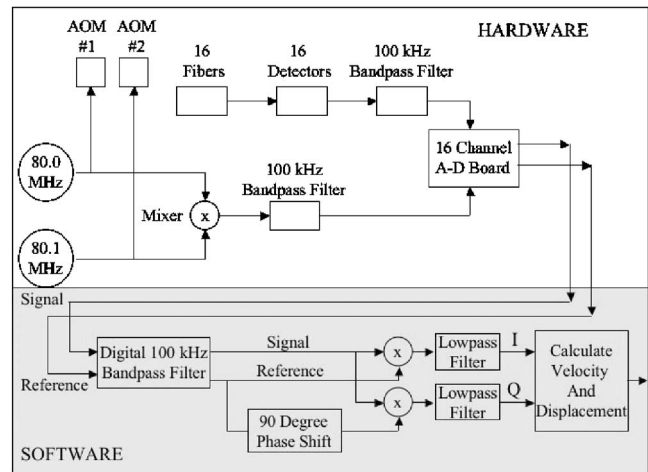 HARDWARE
AOM
#1
AOM
#2
16
Fibers
16
Detectors
100 kHz
Bandpass Filter
80.0
MHz
80.1
MHz
Mixer
x
100 kHz
Bandpass Filter
16 Channel
A-D Board
Signal
Reference
Digital 100 kHz
Bandpass Filter
Signal
Reference
90 Degree
Phase Shift
x
x
Lowpass
Filter
I
Lowpass
Filter
Q
Calculate
Velocity
And
Displacement
SOFTWARE